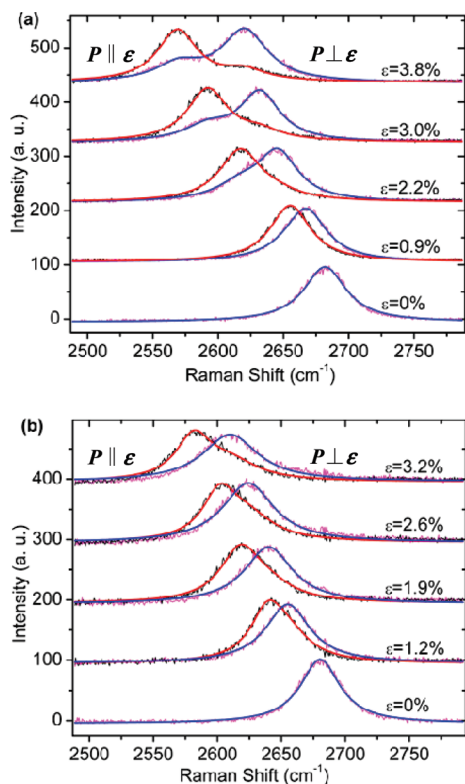 (a)
P ∥ ε
P ⊥ ε
500
ε=3.8%
400
ε=3.0%
300
ε=2.2%
200
ε=0.9%
100
ε=0%
0
Intensity (a. u.)
2500 2550 2600 2650 2700 2750
Raman Shift (cm⁻¹)
(b)
P ∥ ε
P ⊥ ε
400
ε=3.2%
ε=2.6%
300
ε=1.9%
200
ε=1.2%
100
ε=0%
0
Intensity (a. u.)
2500 2550 2600 2650 2700 2750
Raman Shift (cm⁻¹)